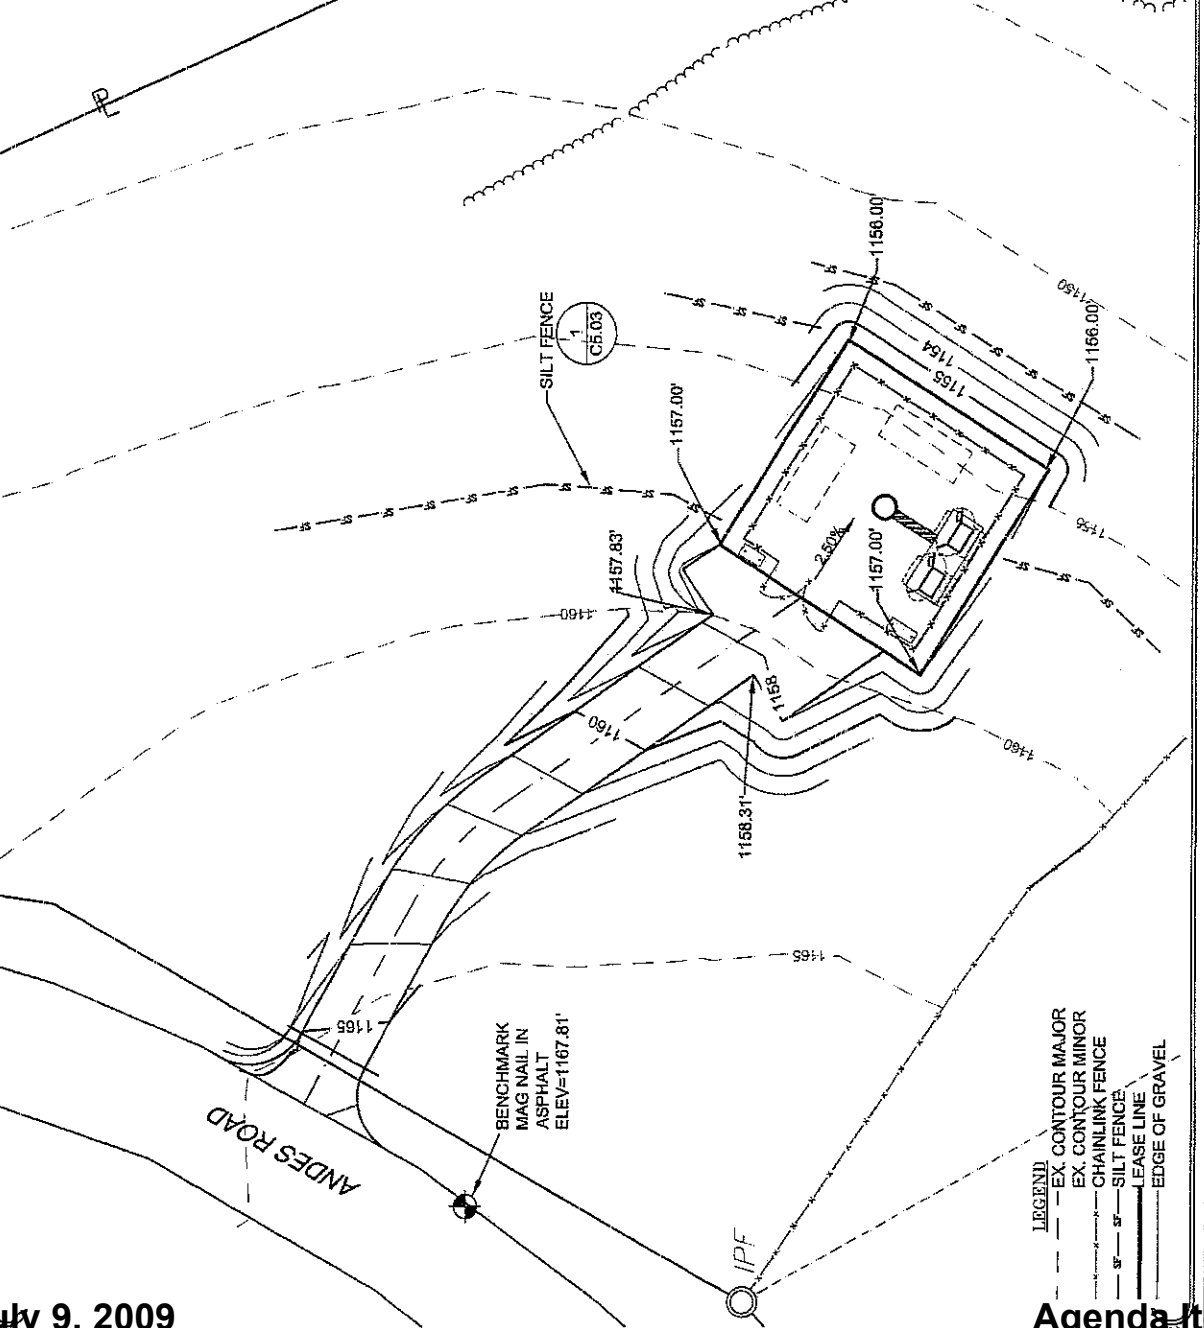 PL
SILT FENCE
1
C5.03
1156.00'
1150
1156.00'
1154
1155
1157.00'
1157.83'
2.50%
1157.00'
1155
1160
1160
1158
1160
1158.31'
1165
1165
BENCHMARK
MAG NAIL IN
ASPHALT
ELEV=1167.81'
ANDES ROAD
IPF
LEGEND
EX. CONTOUR MAJOR
EX. CONTOUR MINOR
CHAINLINK FENCE
SF SF SILT FENCE
LEASE LINE
EDGE OF GRAVEL
9, 2009
Agenda